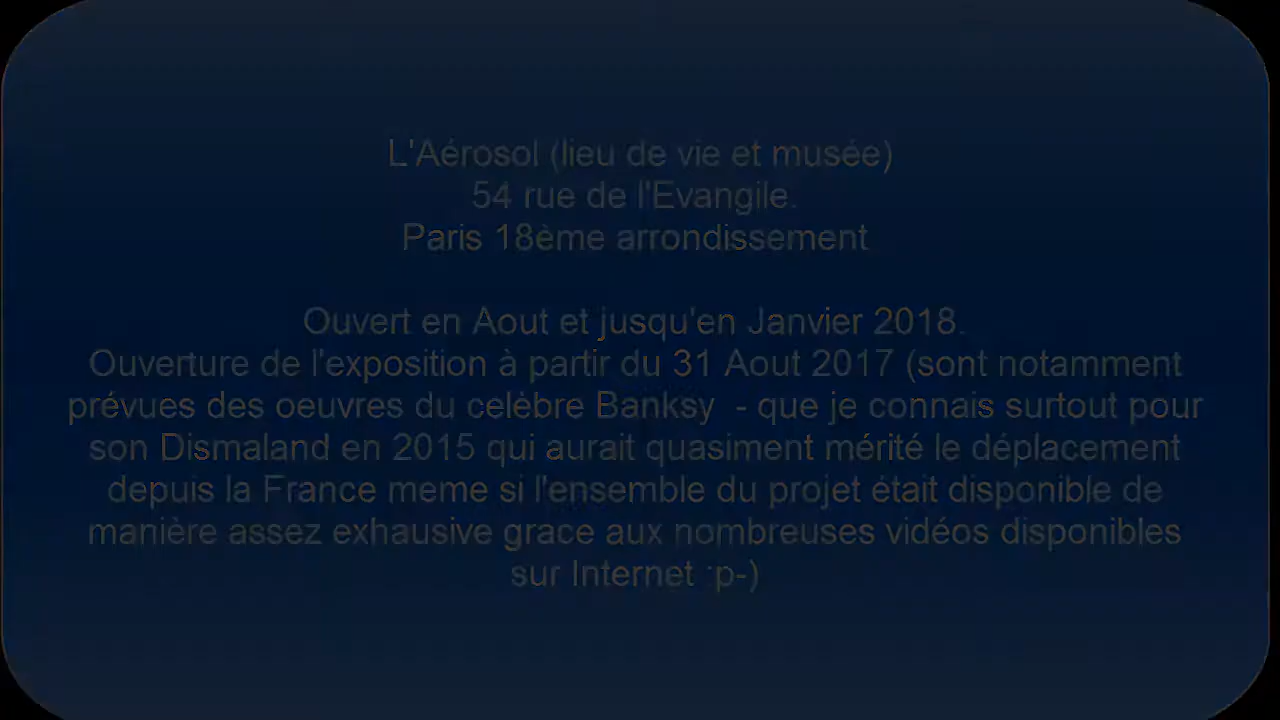 L'Aérosol (lieu de vie et musée)
54 rue de l'Evangile.
Paris 18ème arrondissement
Ouvert en Aout et jusqu'en Janvier 2018.
Ouverture de l'exposition à partir du 31 Aout 2017 (sont notamment
prévues des oeuvres du celèbre Banksy - que je connais surtout pour
son Dismaland en 2015 qui aurait quasiment mérité le déplacement
depuis la France meme si l'ensemble du projet était disponible de
manière assez exhausive grace aux nombreuses vidéos disponibles
sur Internet :p-)